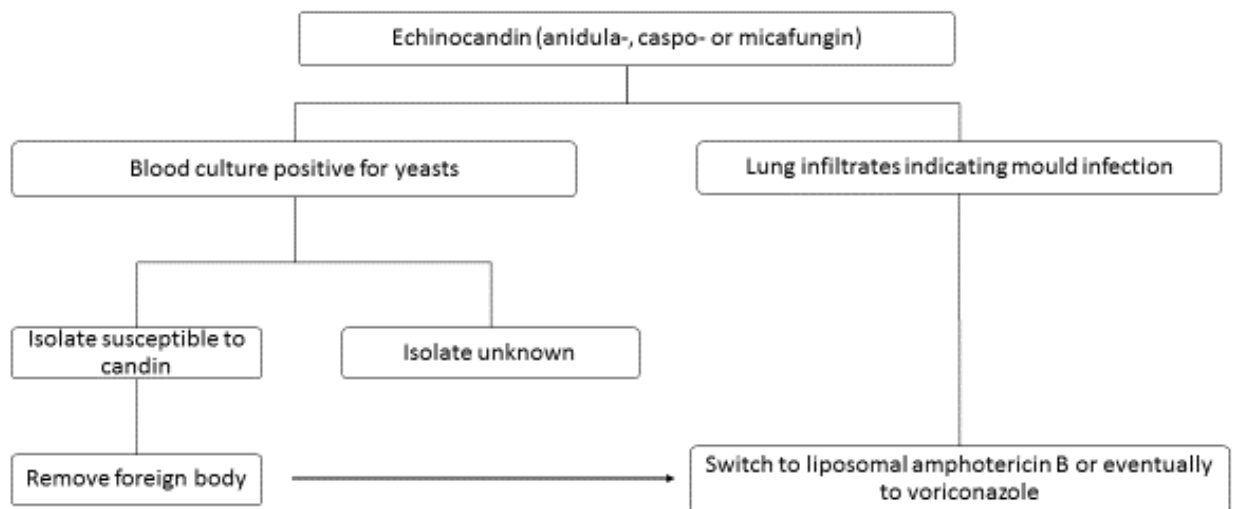 Echinocandin (anidula-, caspo- or micafungin)
Blood culture positive for yeasts
Lung infiltrates indicating mould infection
Isolate susceptible to
candin
Isolate unknown
Remove foreign body
Switch to liposomal amphotericin B or eventually
to voriconazole